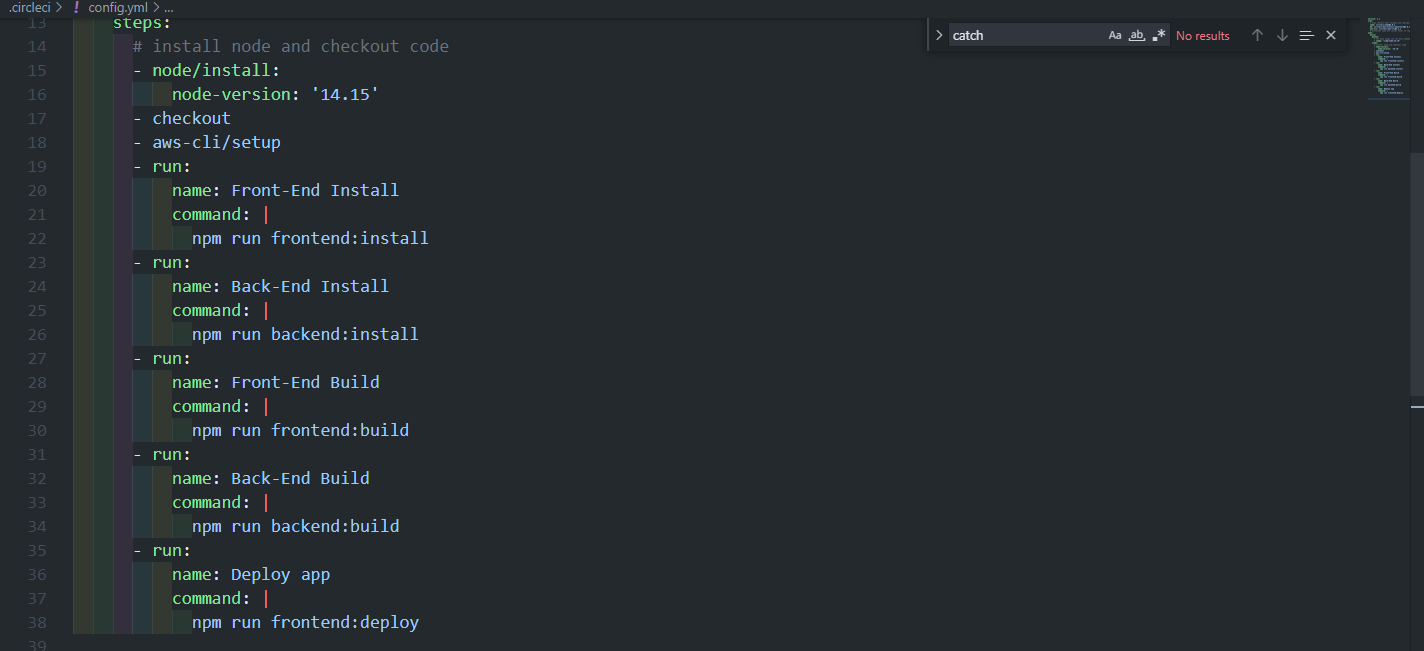 .circleci > ! config.yml > ...
catch Aa ab .* No results
13 steps:
14 # install node and checkout code
15 - node/install:
16 node-version: '14.15'
17 - checkout
18 - aws-cli/setup
19 - run:
20 name: Front-End Install
21 command: |
22 npm run frontend:install
23 - run:
24 name: Back-End Install
25 command: |
26 npm run backend:install
27 - run:
28 name: Front-End Build
29 command: |
30 npm run frontend:build
31 - run:
32 name: Back-End Build
33 command: |
34 npm run backend:build
35 - run:
36 name: Deploy app
37 command: |
38 npm run frontend:deploy
39